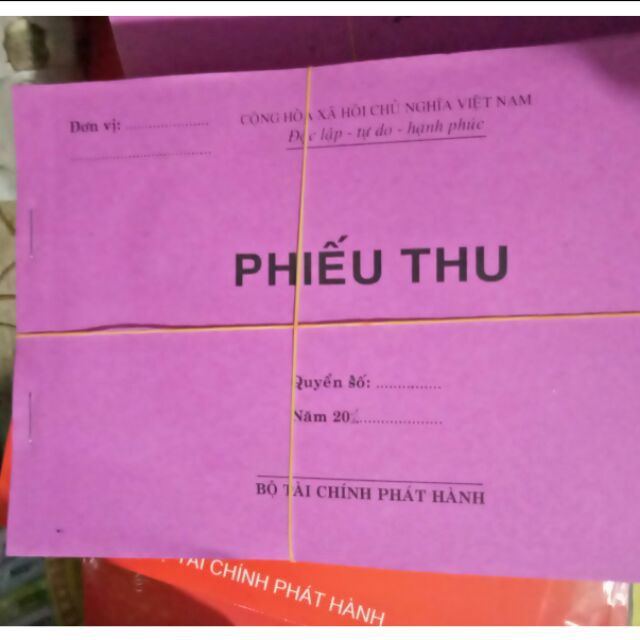 Đơn vị: .....................
CỘNG HÒA XÃ HỘI CHỦ NGHĨA VIỆT NAM
Độc lập - tự do - hạnh phúc
...................................
PHIẾU THU
Quyển số: ................
Năm 20......................
BỘ TÀI CHÍNH PHÁT HÀNH
TÀI CHÍNH PHÁT HÀNH